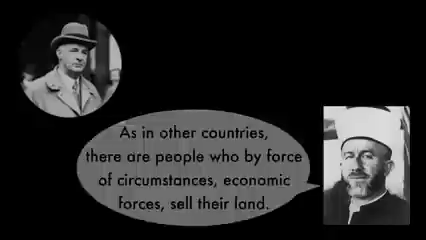 As in other countries,
there are people who by force
of circumstances, economic
forces, sell their land.